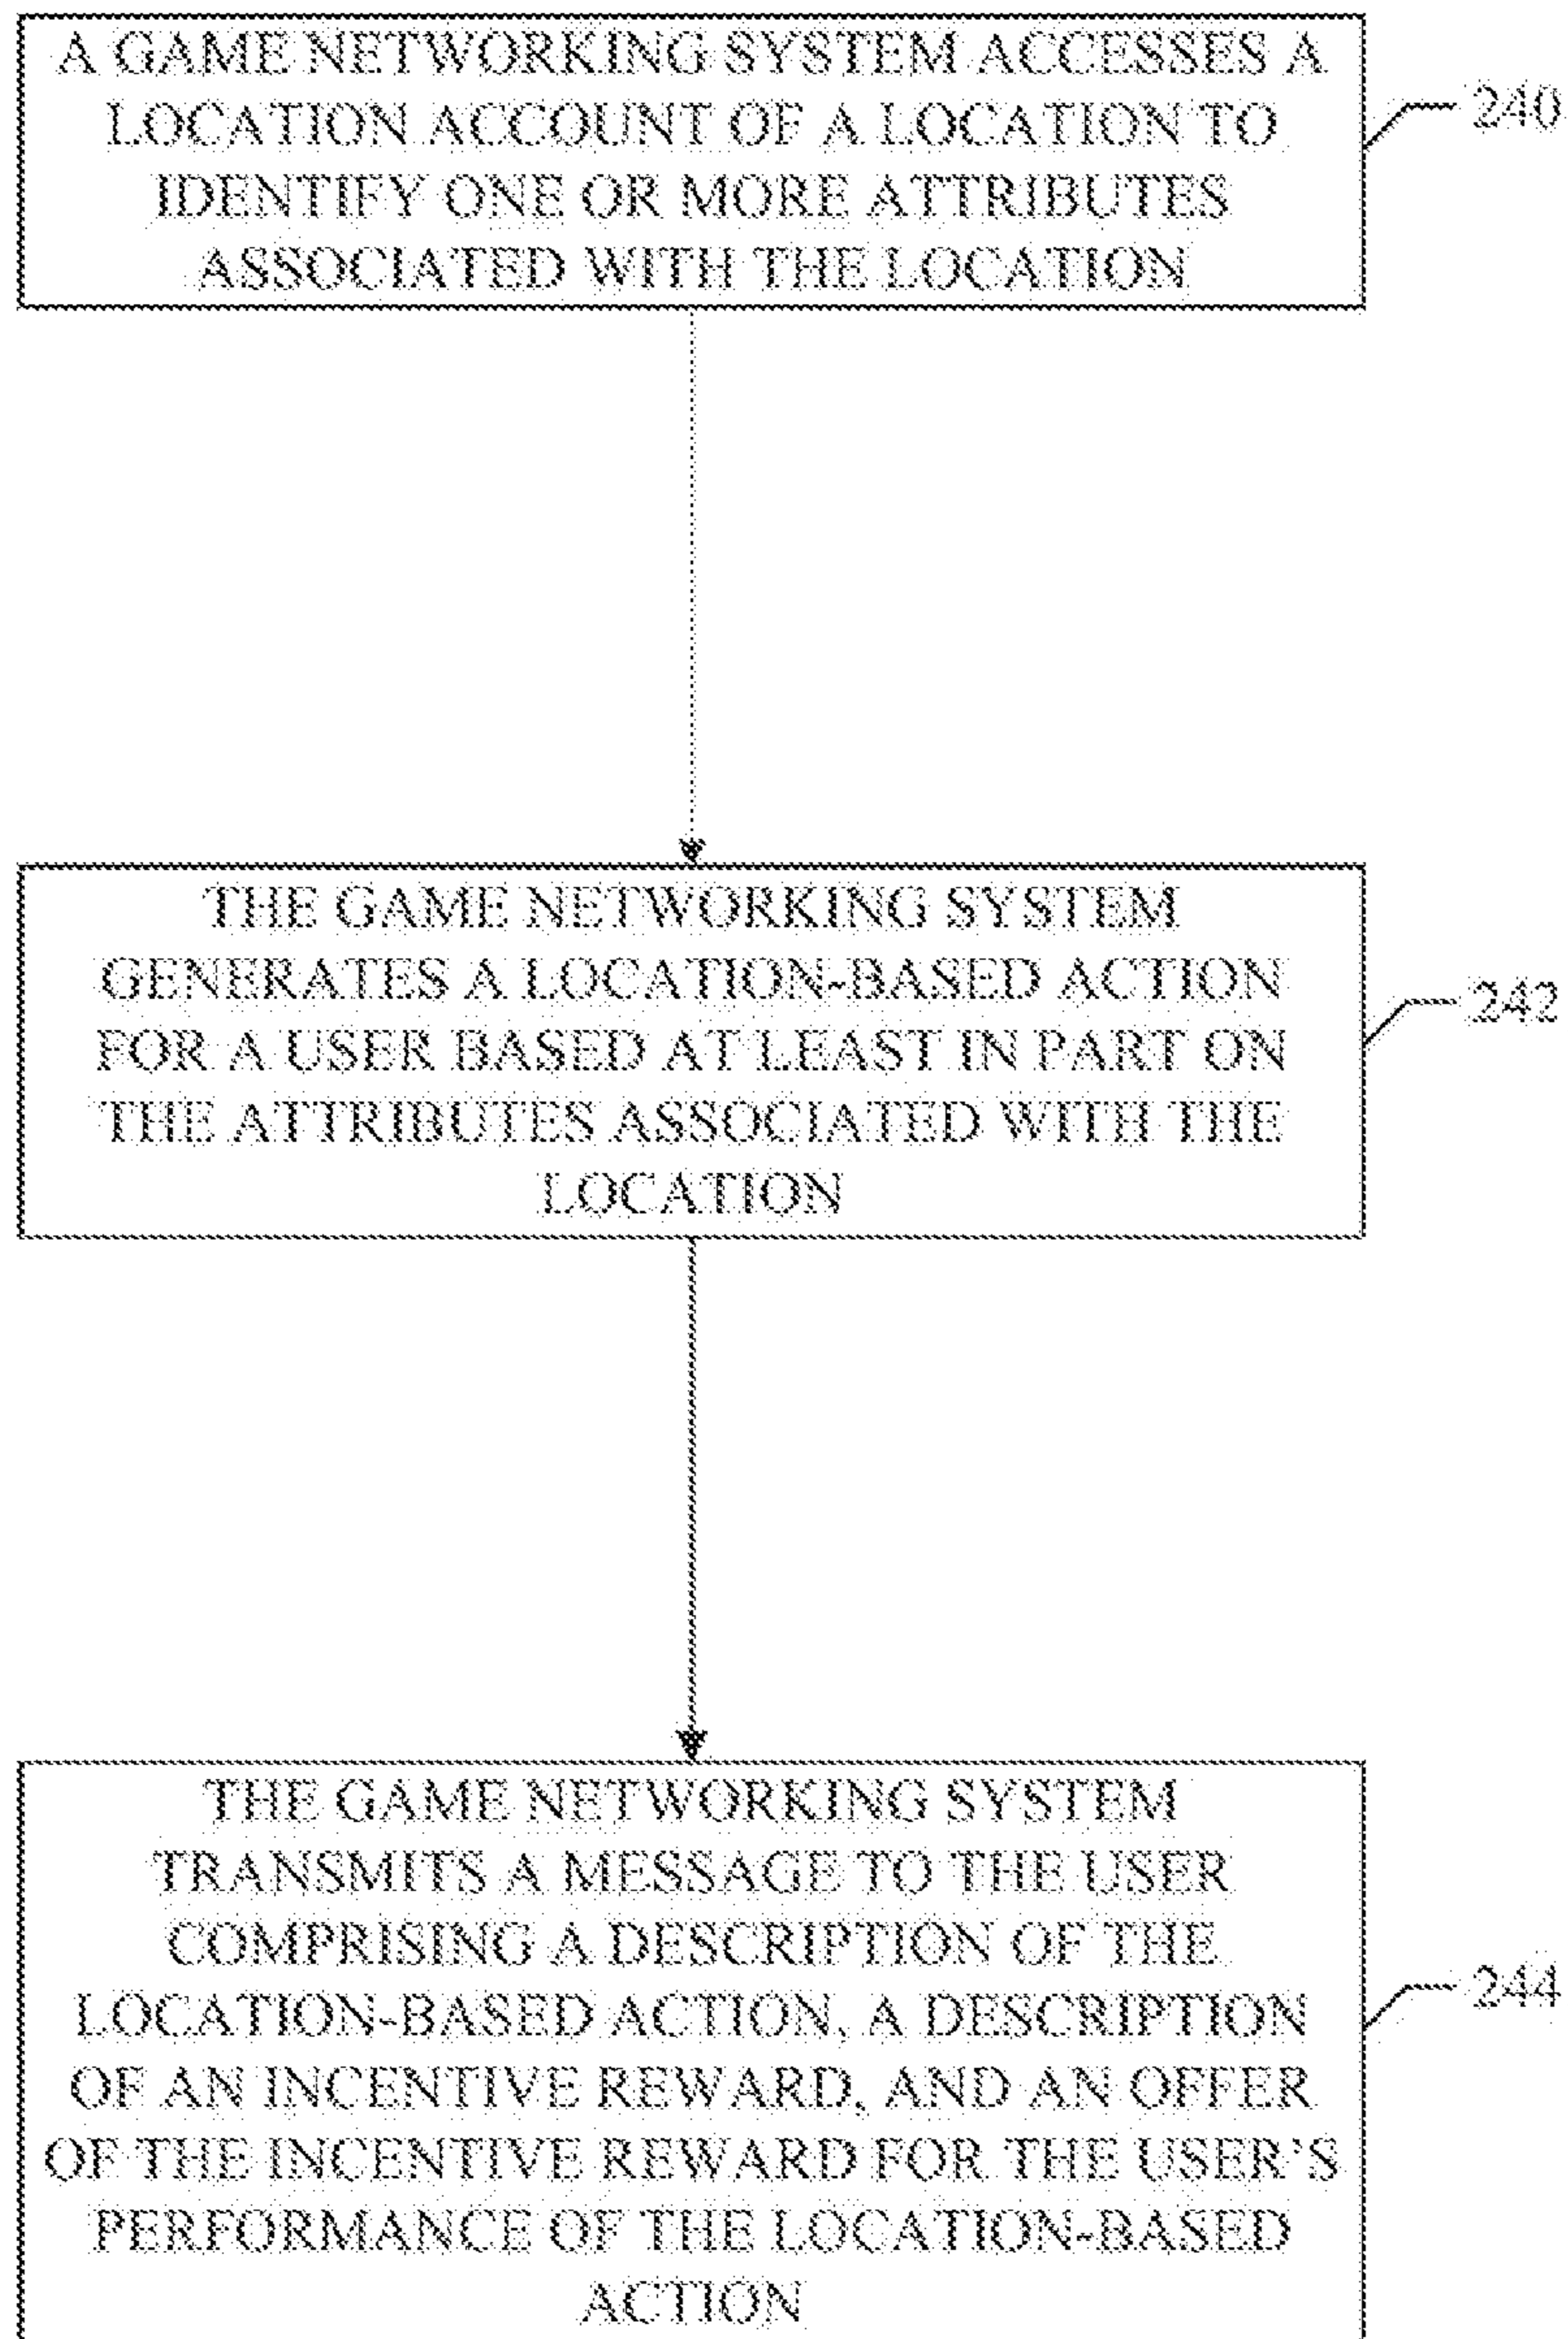 A GAME NETWORKING SYSTEM ACCESSES A
LOCATION ACCOUNT OF A LOCATION TO
IDENTIFY ONE OR MORE ATTRIBUTES
ASSOCIATED WITH THE LOCATION
240
THE GAME NETWORKING SYSTEM
GENERATES A LOCATION-BASED ACTION
FOR A USER BASED AT LEAST IN PART ON
THE ATTRIBUTES ASSOCIATED WITH THE
LOCATION
242
THE GAME NETWORKING SYSTEM
TRANSMITS A MESSAGE TO THE USER
COMPRISING A DESCRIPTION OF THE
LOCATION-BASED ACTION, A DESCRIPTION
OF AN INCENTIVE REWARD, AND AN OFFER
OF THE INCENTIVE REWARD FOR THE USER'S
PERFORMANCE OF THE LOCATION-BASED
ACTION
244